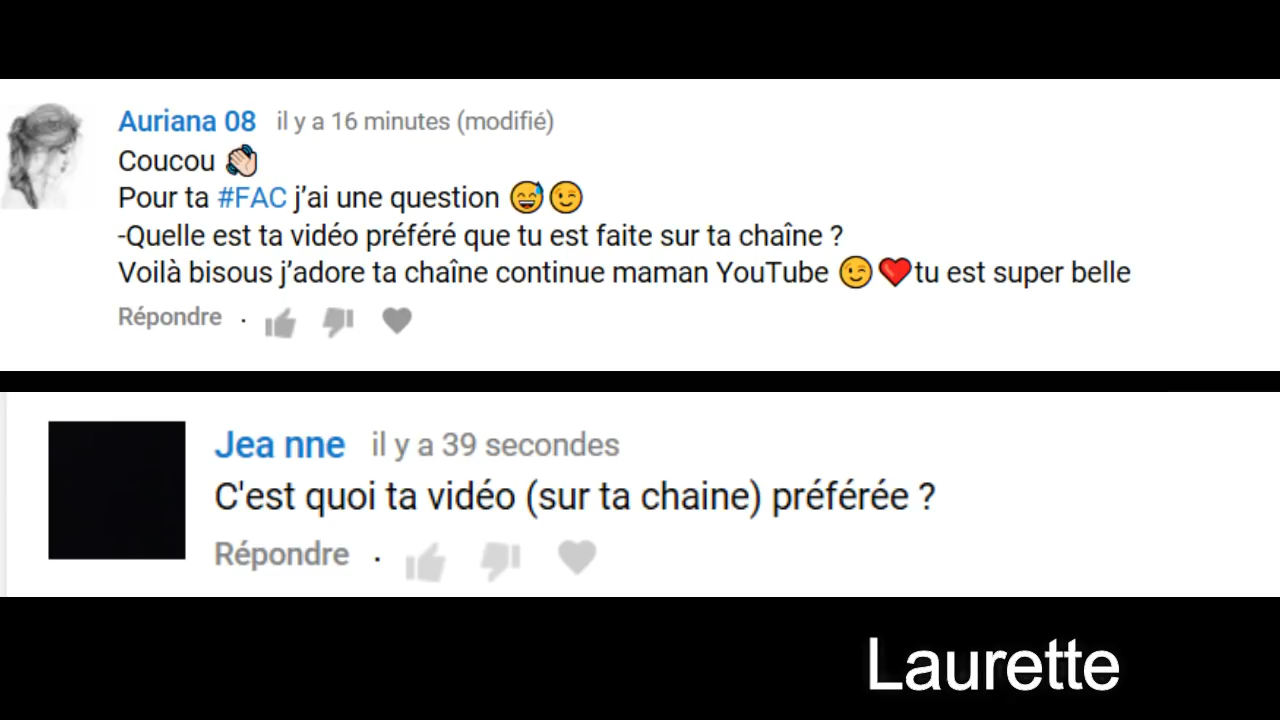 Auriana 08 il y a 16 minutes (modifié)
Coucou 👋🏻
Pour ta #FAC j’ai une question 😅😉
-Quelle est ta vidéo préféré que tu est faite sur ta chaîne ?
Voilà bisous j’adore ta chaîne continue maman YouTube 😉❤️tu est super belle
Répondre ·
Jea nne il y a 39 secondes
C'est quoi ta vidéo (sur ta chaine) préférée ?
Répondre ·
Laurette